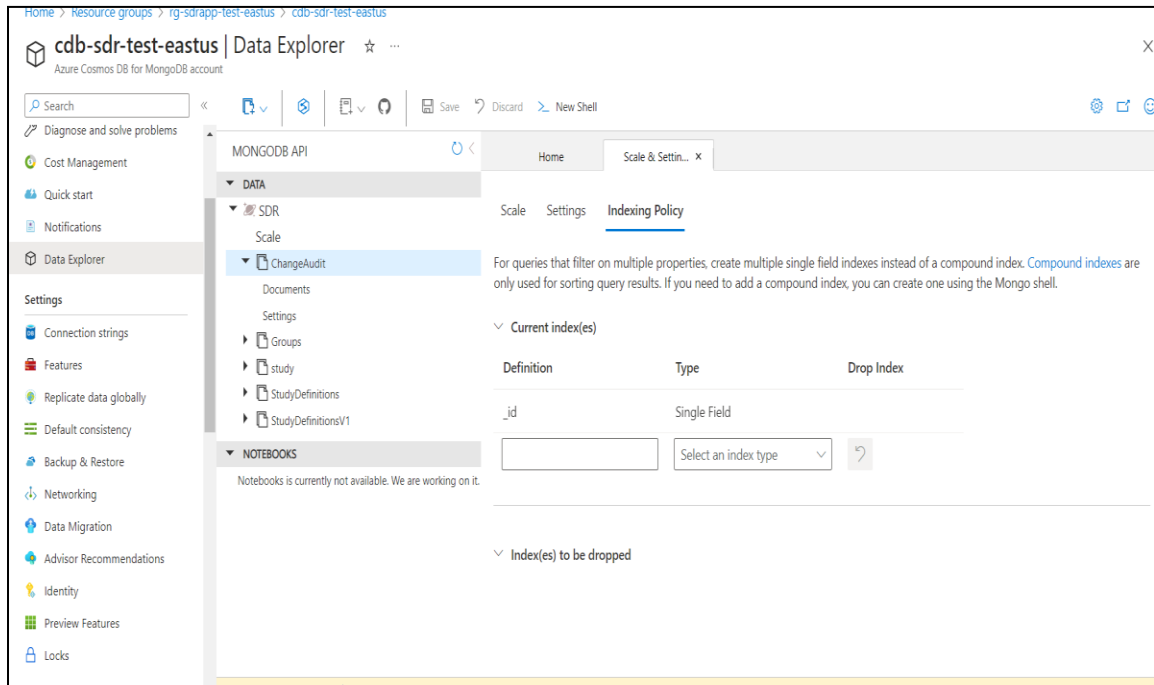 Home > Resource groups > rg-sdrapp-test-eastus > cdb-sdr-test-eastus
cdb-sdr-test-eastus | Data Explorer
Azure Cosmos DB for MongoDB account
Search
Save
Discard
New Shell
Diagnose and solve problems
Cost Management
Quick start
Notifications
Data Explorer
Settings
Connection strings
Features
Replicate data globally
Default consistency
Backup & Restore
Networking
Data Migration
Advisor Recommendations
Identity
Preview Features
Locks
MONGODB API
DATA
SDR
Scale
ChangeAudit
Documents
Settings
Groups
study
StudyDefinitions
StudyDefinitionsV1
NOTEBOOKS
Notebooks is currently not available. We are working on it.
Home
Scale & Settin...
Scale
Settings
Indexing Policy
For queries that filter on multiple properties, create multiple single field indexes instead of a compound index. Compound indexes are
only used for sorting query results. If you need to add a compound index, you can create one using the Mongo shell.
Current index(es)
Definition Type Drop Index
_id Single Field
Select an index type
Index(es) to be dropped